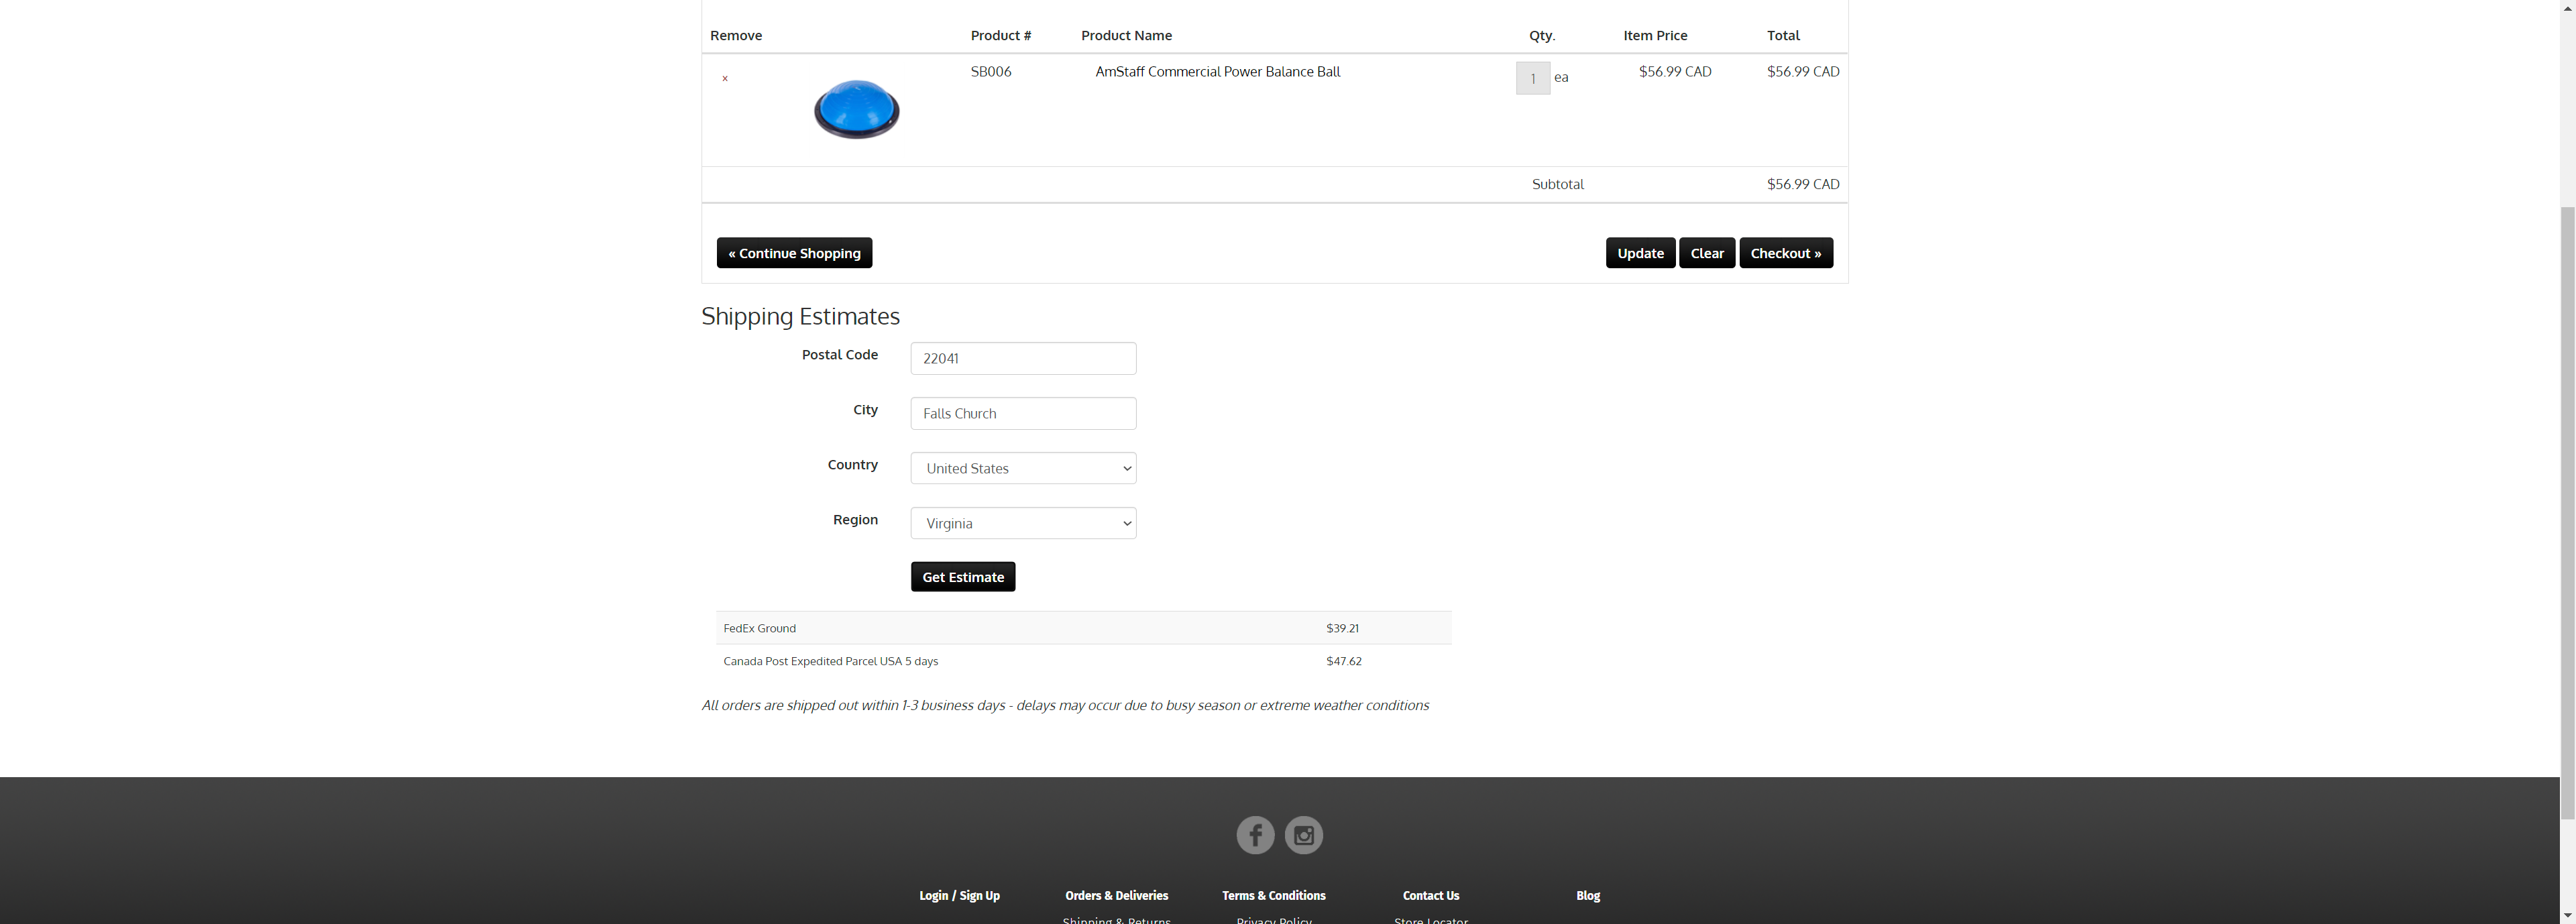 Remove Product # Product Name Qty. Item Price Total
x SB006 AmStaff Commercial Power Balance Ball 1 ea $56.99 CAD $56.99 CAD
Subtotal $56.99 CAD
« Continue Shopping Update Clear Checkout »
Shipping Estimates
Postal Code 22041
City Falls Church
Country United States
Region Virginia
Get Estimate
FedEx Ground $39.21
Canada Post Expedited Parcel USA 5 days $47.62
All orders are shipped out within 1-3 business days - delays may occur due to busy season or extreme weather conditions
Login / Sign Up Orders & Deliveries Terms & Conditions Contact Us Blog
Shipping & Returns Privacy Policy Store Locator